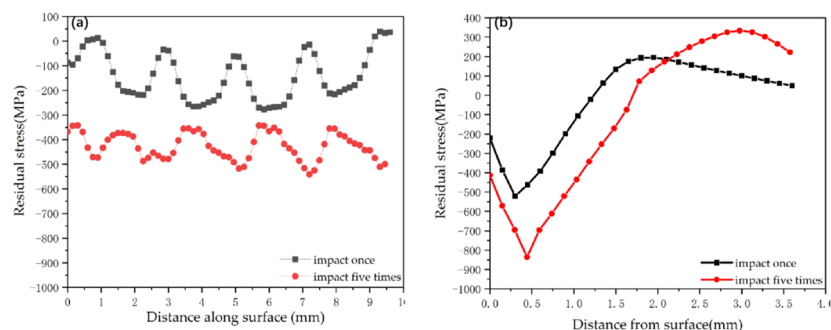 (a)
100
0
−100
−200
−300
−400
−500
−600
−700
−800
−900
−1000
Residual stress(MPa)
0 1 2 3 4 5 6 7 8 9 10
Distance along surface (mm)
impact once
impact five times
(b)
400
300
200
100
0
−100
−200
−300
−400
−500
−600
−700
−800
−900
−1000
Residual stress(MPa)
0.0 0.5 1.0 1.5 2.0 2.5 3.0 3.5 4.0
Distance from surface(mm)
impact once
impact five times